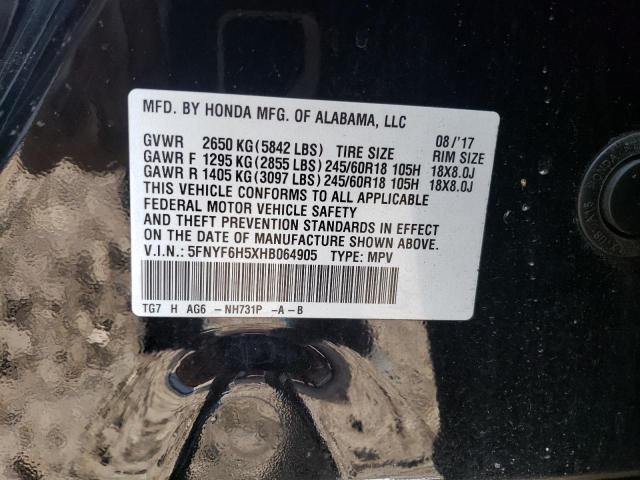 MFD. BY HONDA MFG. OF ALABAMA, LLC
GVWR 2650 KG (5842 LBS) TIRE SIZE 08/'17 RIM SIZE
GAWR F 1295 KG (2855 LBS) 245/60R18 105H 18X8.0J
GAWR R 1405 KG (3097 LBS) 245/60R18 105H 18X8.0J
THIS VEHICLE CONFORMS TO ALL APPLICABLE
FEDERAL MOTOR VEHICLE SAFETY
AND THEFT PREVENTION STANDARDS IN EFFECT
ON THE DATE OF MANUFACTURE SHOWN ABOVE.
V.I.N.: 5FNYF6H5XHB064905 TYPE: MPV
TG7 H AG6 -NH731P -A-B